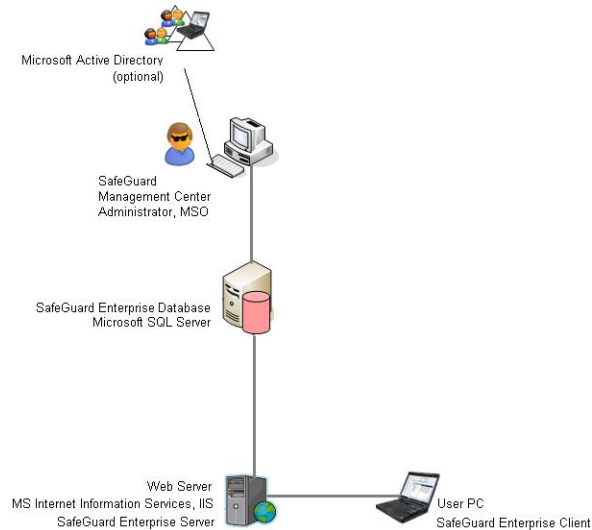 Microsoft Active Directory
(optional)
SafeGuard
Management Center
Administrator, MSO
SafeGuard Enterprise Database
Microsoft SQL Server
Web Server
MS Internet Information Services, IIS
SafeGuard Enterprise Server
User PC
SafeGuard Enterprise Client